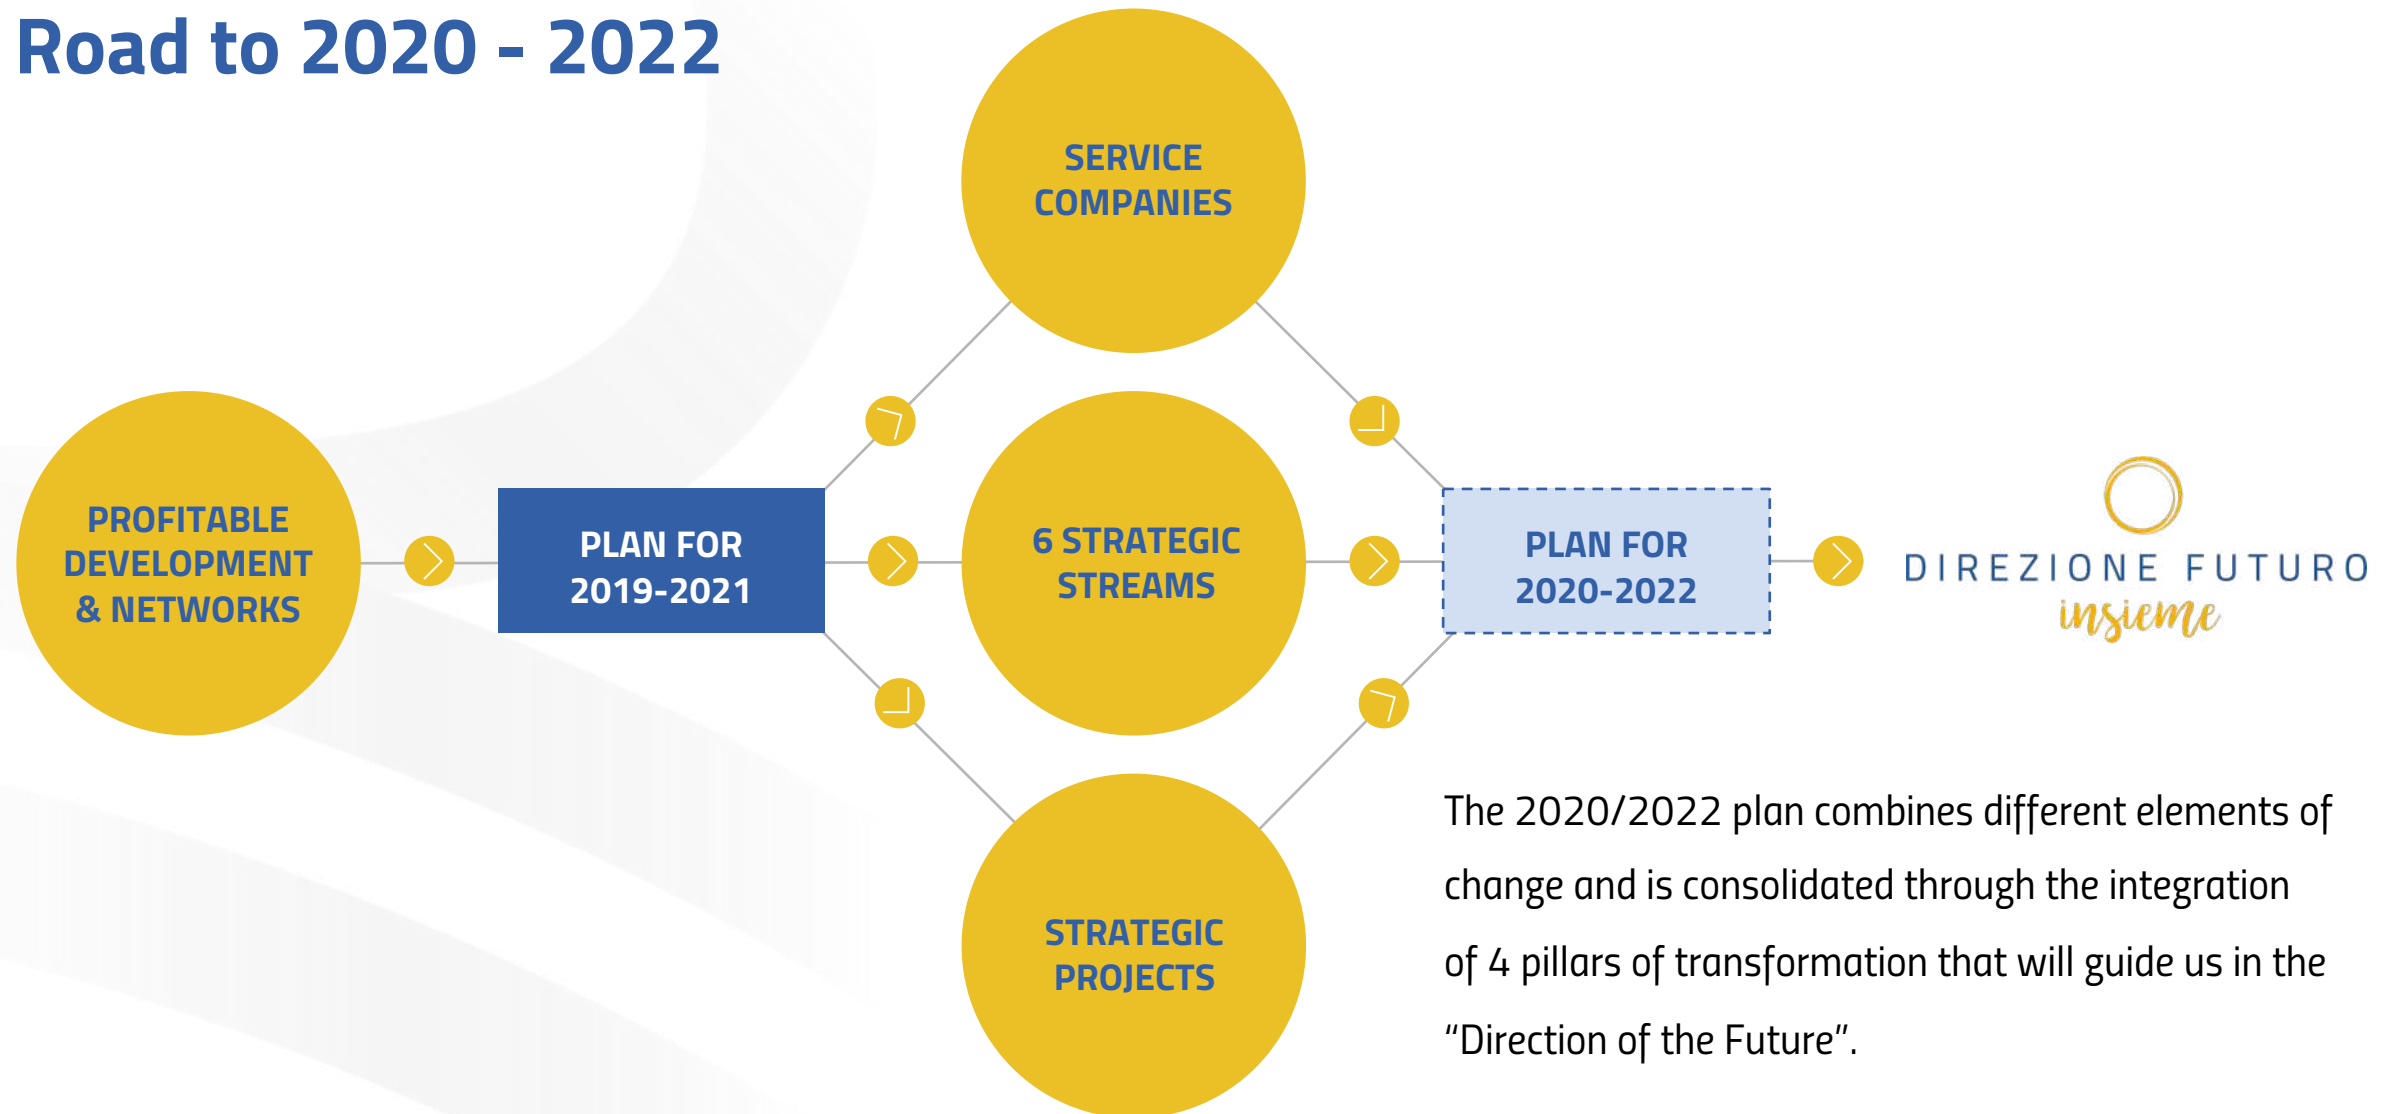 Road to 2020 - 2022
SERVICE
COMPANIES
PROFITABLE
DEVELOPMENT
& NETWORKS
PLAN FOR
2019-2021
6 STRATEGIC
STREAMS
PLAN FOR
2020-2022
DIREZIONE FUTURO
insieme
STRATEGIC
PROJECTS
The 2020/2022 plan combines different elements of
change and is consolidated through the integration
of 4 pillars of transformation that will guide us in the
“Direction of the Future”.